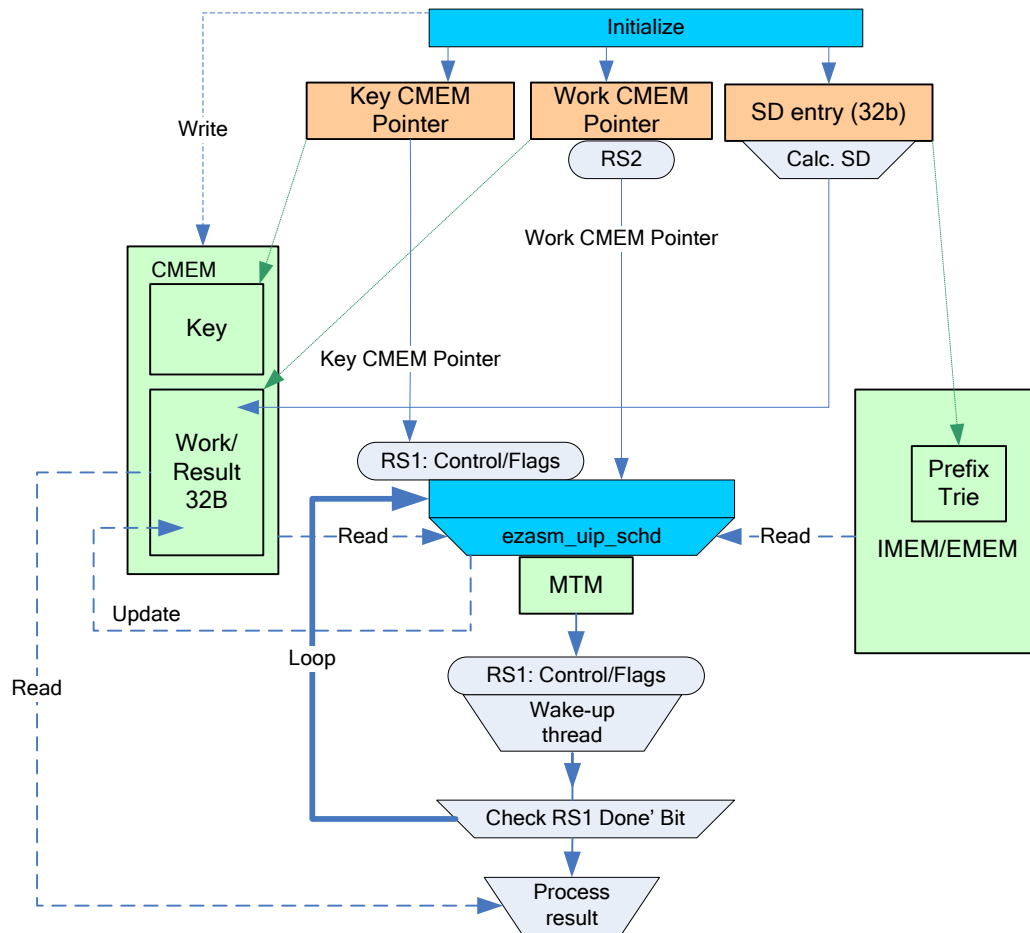 Initialize
Key CMEM
Pointer
Work CMEM
Pointer
SD entry (32b)
Write
RS2
Calc. SD
Work CMEM Pointer
CMEM
Key
Key CMEM Pointer
Work/
Result
32B
RS1: Control/Flags
Prefix
Trie
IMEM/EMEM
Read
ezasm_uip_schd
Read
MTM
Update
Loop
Read
RS1: Control/Flags
Wake-up
thread
Check RS1 Done’ Bit
Process
result